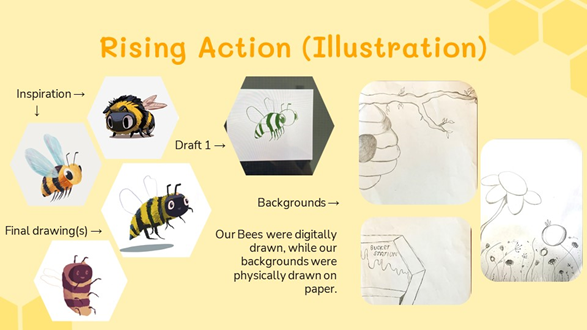 Rising Action (Illustration)
Inspiration →
↓
Draft 1 →
Final drawing(s) →
Backgrounds →
Our Bees were digitally
drawn, while our
backgrounds were
physically drawn on
paper.
BUCKET
STATION